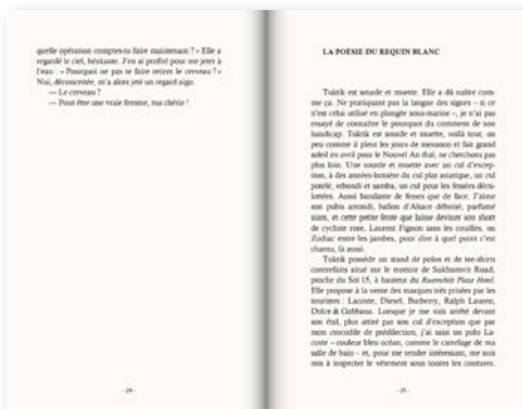 quelle opération comptes-tu faire maintenant ? » Elle a
regardé le ciel, hésitante. J'en ai profité pour me jeter à
l'eau : « Pourquoi ne pas te faire retirer le cerveau ? »
Nui, déconcertée, m'a alors jeté un regard aigu.
— Le cerveau ?
— Pour être une vraie femme, ma chérie !
- 24 -
LA POÉSIE DU REQUIN BLANC
Tuktik est sourde et muette. Elle a dû naître com-
me ça. Ne pratiquant pas la langue des signes – si ce
n'est celui utilisé en plongée sous-marine –, je n'ai pas
essayé de connaître le pourquoi du comment de son
handicap. Tuktik est sourde et muette, voilà tout, un
peu comme il pleut les jours de mousson et fait grand
soleil en avril pour le Nouvel An thaï, ne cherchons pas
plus loin. Une sourde et muette avec un cul d'excep-
tion, à des années-lumière du cul plat asiatique, un cul
potelé, rebondi et samba, un cul pour les fessées décu-
lottées. Aussi bandante de fesses que de face. J'aime
son pubis arrondi, ballon d'Alsace déboisé, parfumé
siam, et cette petite fente que laisse deviner son short
de cycliste rose, Laurent Fignon sans les couilles, un
Zodiac entre les jambes, pour dire à quel point c'est
charnu, là aussi.
Tuktik possède un stand de polos et de tee-shirts
contrefaits situé sur le trottoir de Sukhumvit Road,
proche du Soi 15, à hauteur du Ruamchitt Plaza Hotel.
Elle propose à la vente des marques très prisées par les
touristes : Lacoste, Diesel, Burberry, Ralph Lauren,
Dolce & Gabbana. Lorsque je me suis arrêté devant
son étal, plus attiré par son cul d'exception que par
mon crocodile de prédilection, j'ai saisi un polo La-
coste – couleur bleu océan, comme le carrelage de ma
salle de bain – et, pour me rendre intéressant, me suis
mis à inspecter le vêtement sous toutes les coutures.
- 25 -